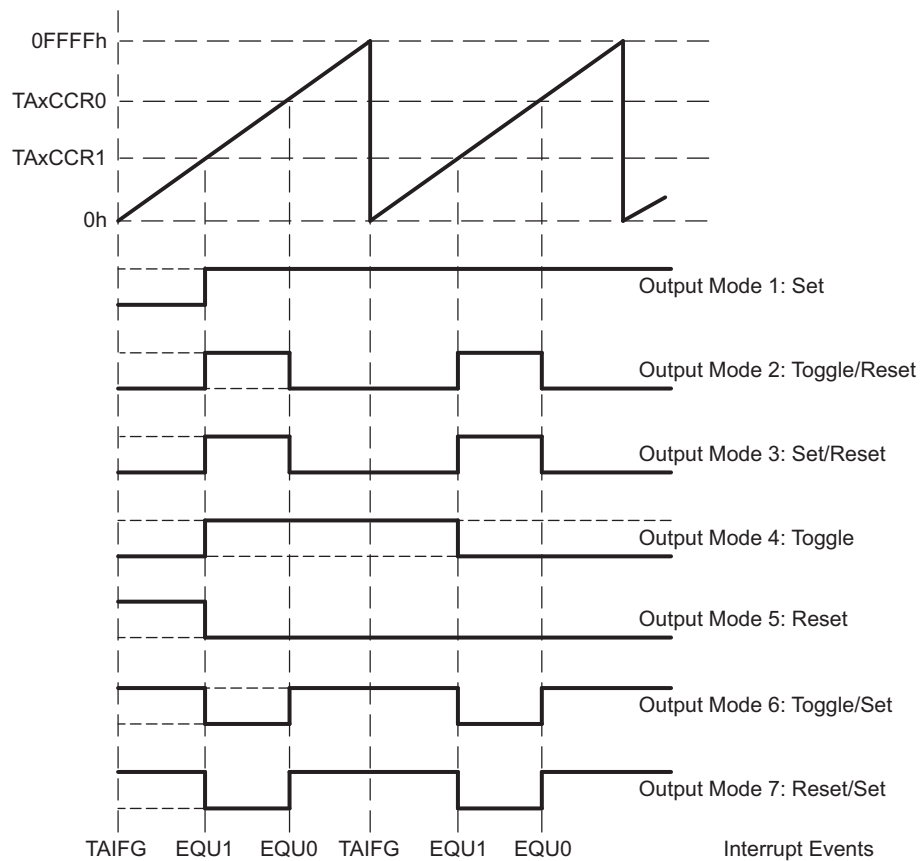 0FFFFh
TAxCCR0
TAxCCR1
0h
Output Mode 1: Set
Output Mode 2: Toggle/Reset
Output Mode 3: Set/Reset
Output Mode 4: Toggle
Output Mode 5: Reset
Output Mode 6: Toggle/Set
Output Mode 7: Reset/Set
TAIFG EQU1 EQU0 TAIFG EQU1 EQU0 Interrupt Events